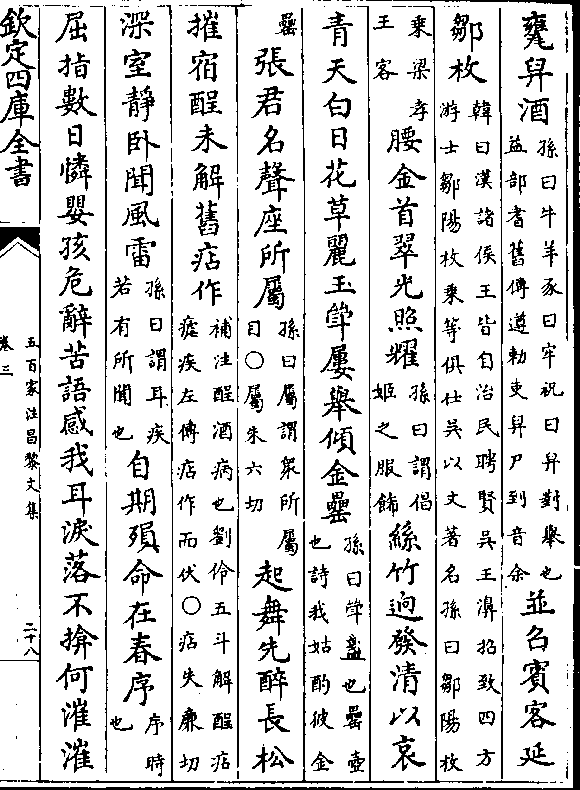 甕舁酒孫曰牛羊豕曰牢祝曰舁對舉也益部耆舊傳遵勅吏舁尸到音余並召賓客延
鄒枚韓曰漢諸侯王皆自治民聘賢吳王濞招致四方游士鄒陽枚乗等俱仕吳以文著名孫曰鄒陽枚
乗梁孝王客腰金首翠光照耀孫曰謂倡姬之服飾絲竹逈發清以哀
青天白日花草麗玉斝屢舉傾金罍孫曰斝盞也罍壺也詩我姑酌彼金
罍張君名聲座所屬孫曰屬謂衆所屬目○屬朱六切起舞先醉長松
摧宿酲未解舊痁作補注酲酒病也劉伶五斗解酲痁瘧疾左傳痁作而伏○痁失亷切
深室靜卧聞風雷孫曰謂耳疾若有所聞也自期殞命在春序序時也
屈指數日憐嬰孩危辭苦語感我耳淚落不揜何漼漼
欽定四庫全書
卷三
五百家注昌黎文集
二十八